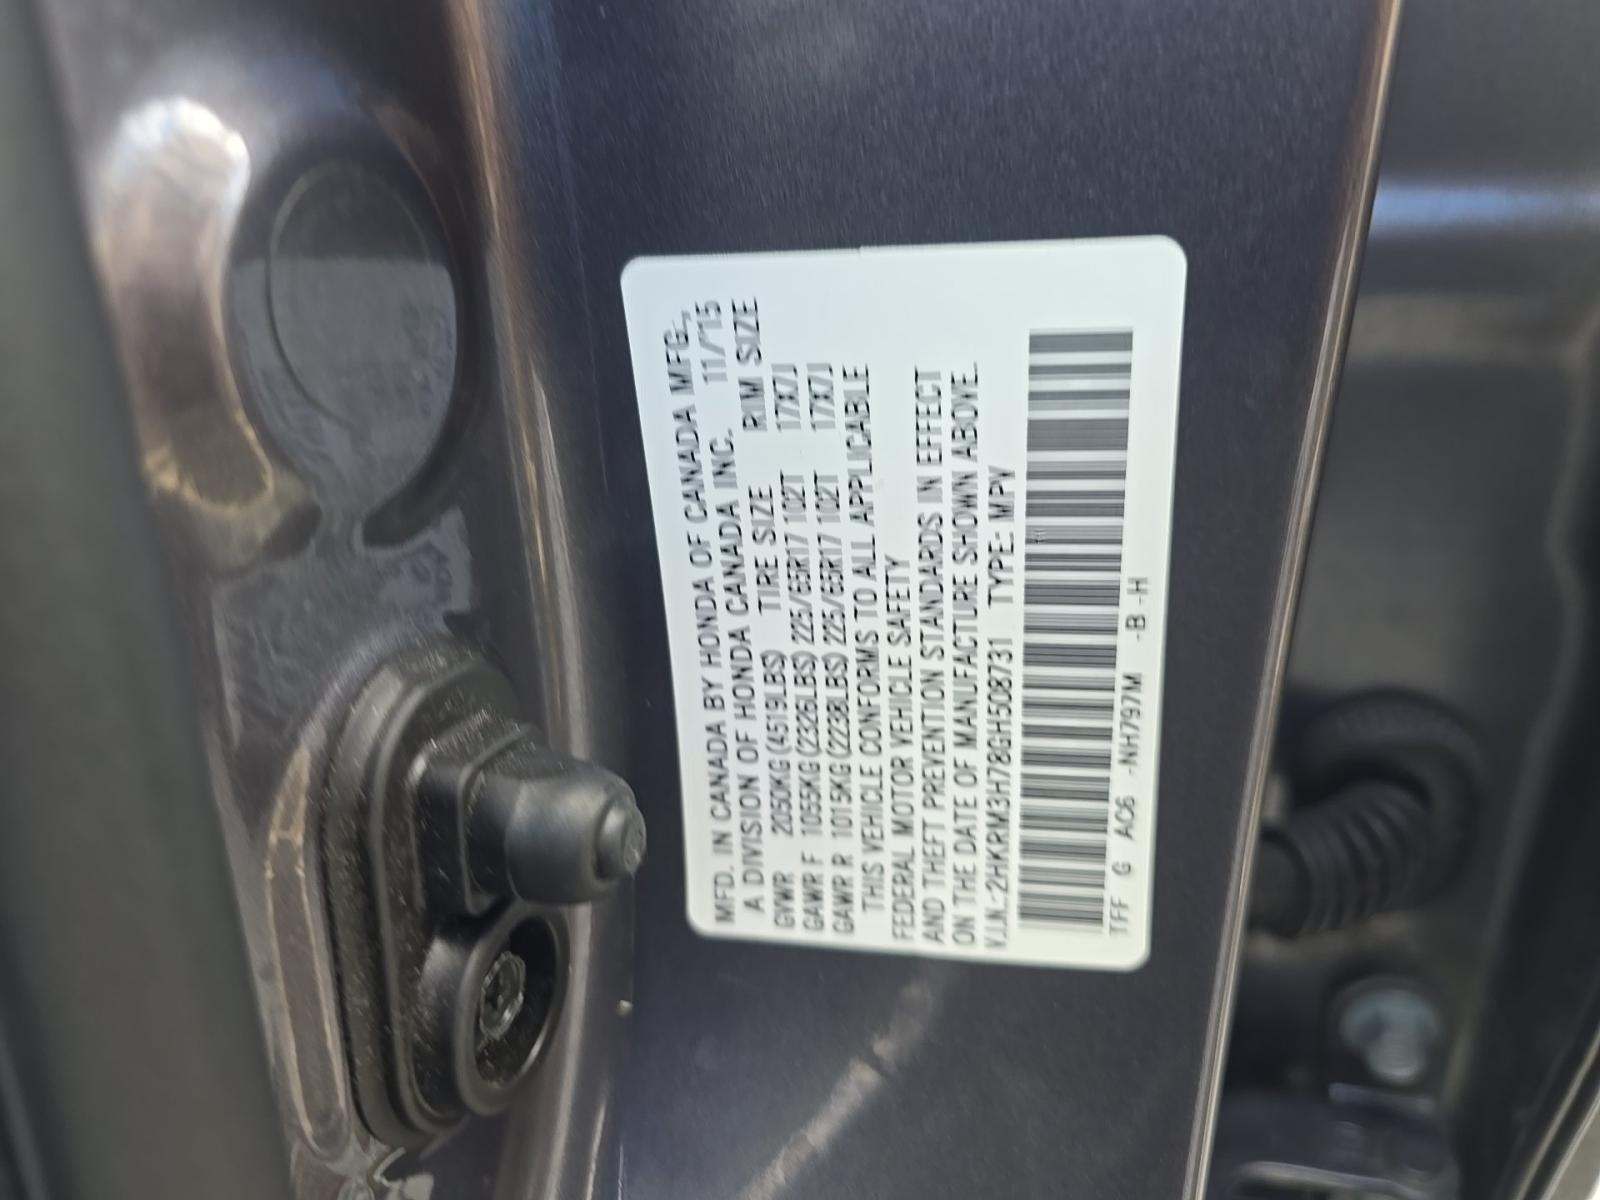 MFD. IN CANADA BY HONDA OF CANADA MFG.,
A DIVISION OF HONDA CANADA INC. 11/'15
GVWR 2050KG(4519LBS) TIRE SIZE RIM SIZE
GAWR F 1055KG(2326LBS) 225/65R17 102T 17X7J
GAWR R 1015KG(2238LBS) 225/65R17 102T 17X7J
THIS VEHICLE CONFORMS TO ALL APPLICABLE
FEDERAL MOTOR VEHICLE SAFETY
AND THEFT PREVENTION STANDARDS IN EFFECT
ON THE DATE OF MANUFACTURE SHOWN ABOVE.
V.I.N.:2HKRM3H78GH508731 TYPE: MPV
TFF G AC6 -NH797M -B -H